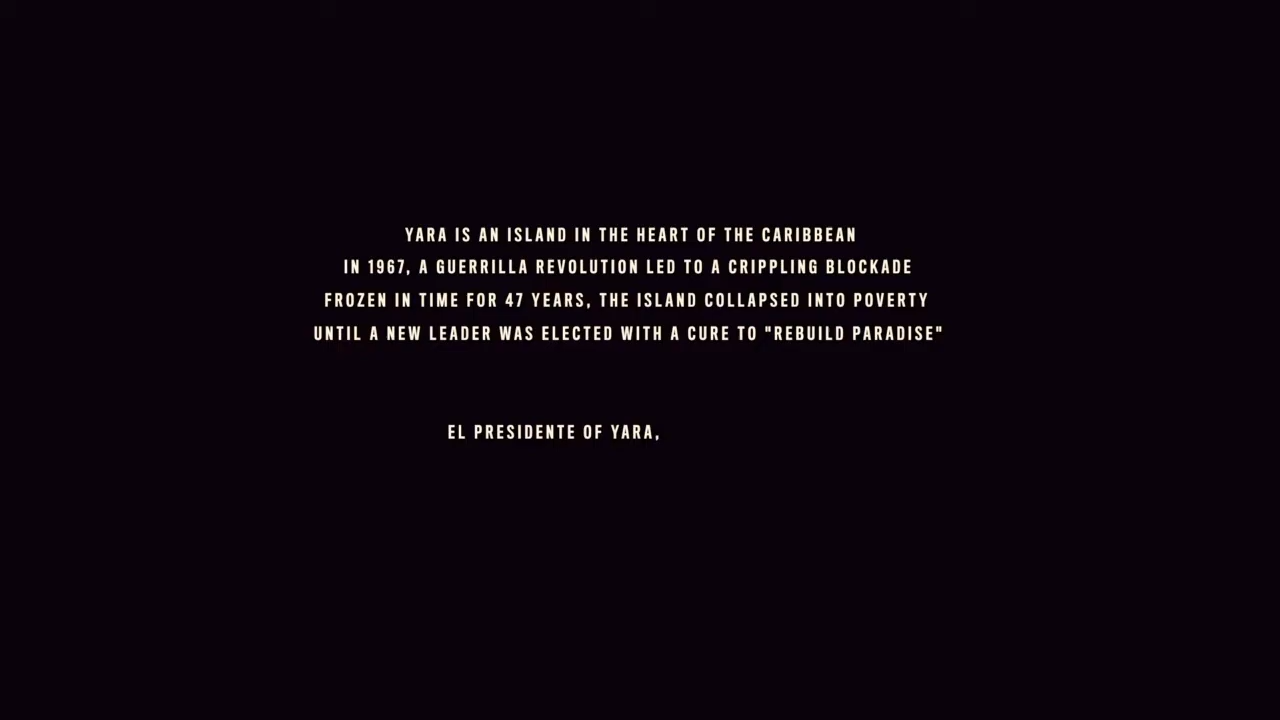 YARA IS AN ISLAND IN THE HEART OF THE CARIBBEAN
IN 1967, A GUERRILLA REVOLUTION LED TO A CRIPPLING BLOCKADE
FROZEN IN TIME FOR 47 YEARS, THE ISLAND COLLAPSED INTO POVERTY
UNTIL A NEW LEADER WAS ELECTED WITH A CURE TO "REBUILD PARADISE"
EL PRESIDENTE OF YARA,